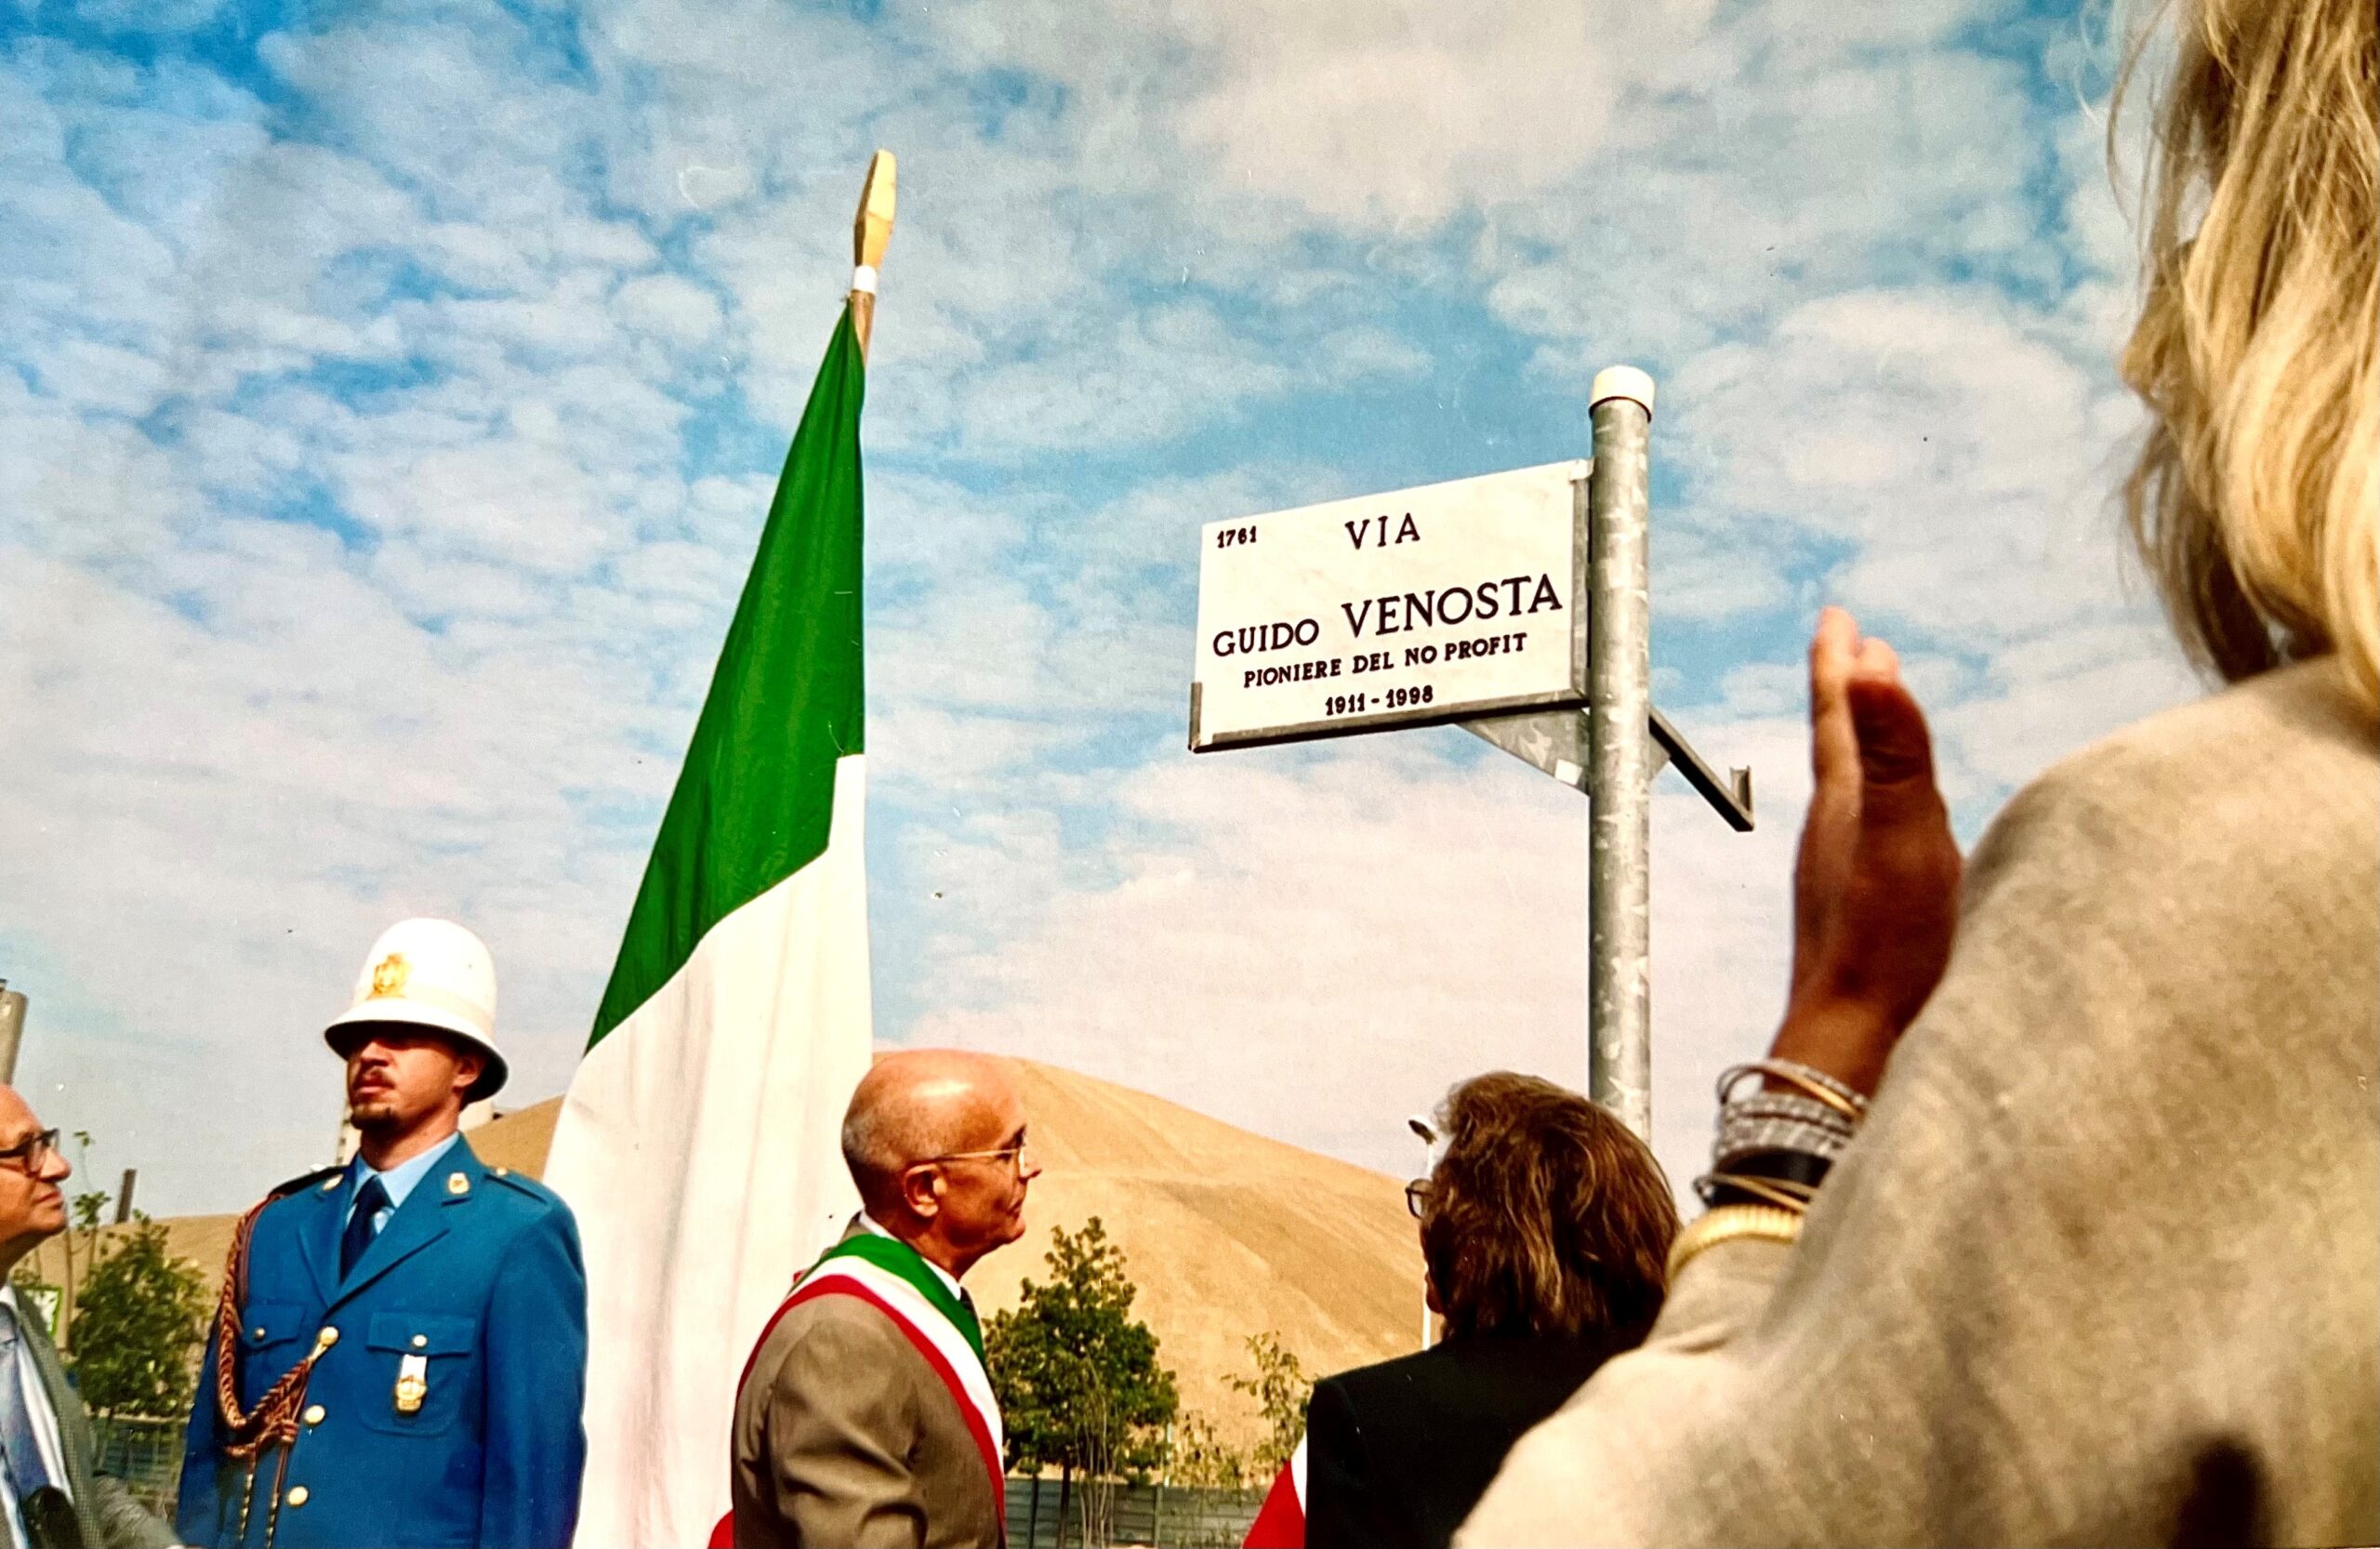 1761 VIA
GUIDO VENOSTA
PIONIERE DEL NO PROFIT
1911 - 1998